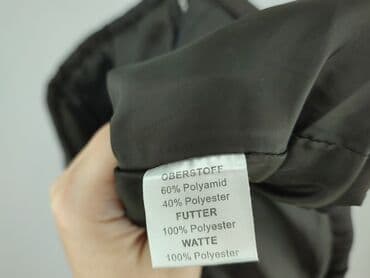 OBERSTOFF
60% Polyamid
40% Polyester
FUTTER
100% Polyester
WATTE
100% Polyester